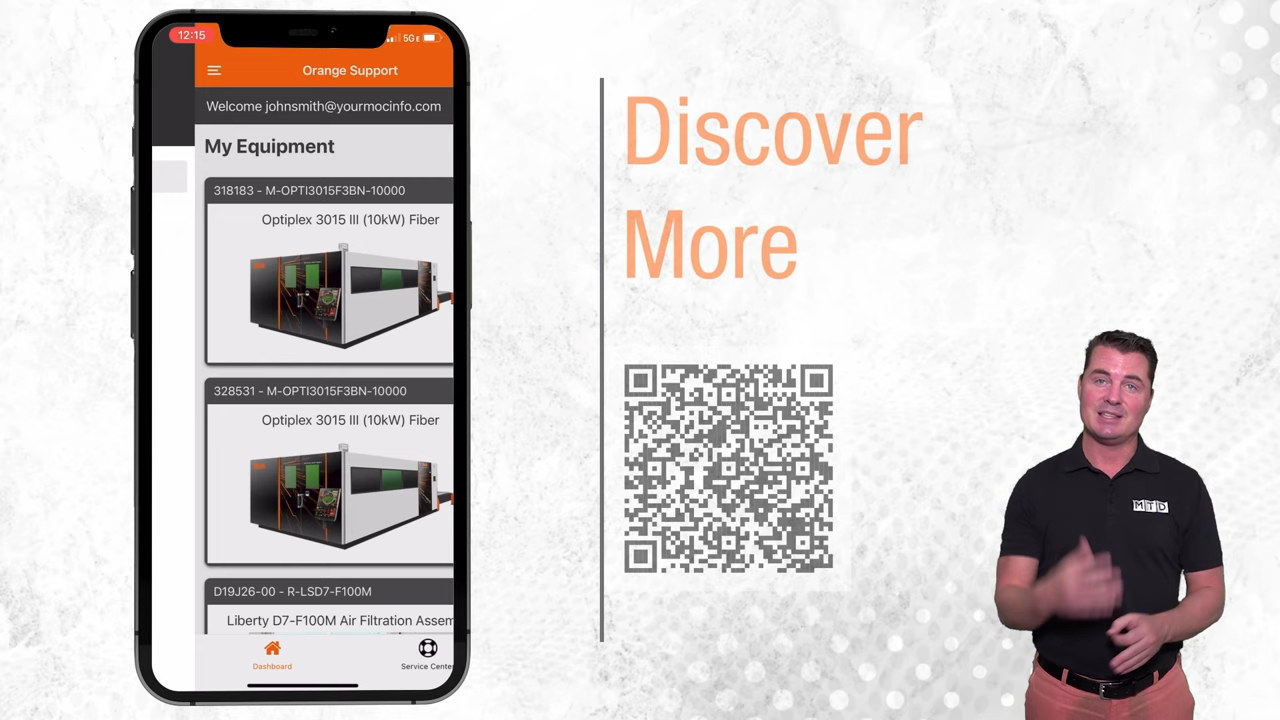 12:15
5GE
Orange Support
Welcome johnsmith@yourmocinfo.com
My Equipment
318183 - M-OPTI3015F3BN-10000
Optiplex 3015 III (10kW) Fiber
328531 - M-OPTI3015F3BN-10000
Optiplex 3015 III (10kW) Fiber
D19J26-00 - R-LSD7-F100M
Liberty D7-F100M Air Filtration Assem
Dashboard
Service Cente
Discover
More
MTD